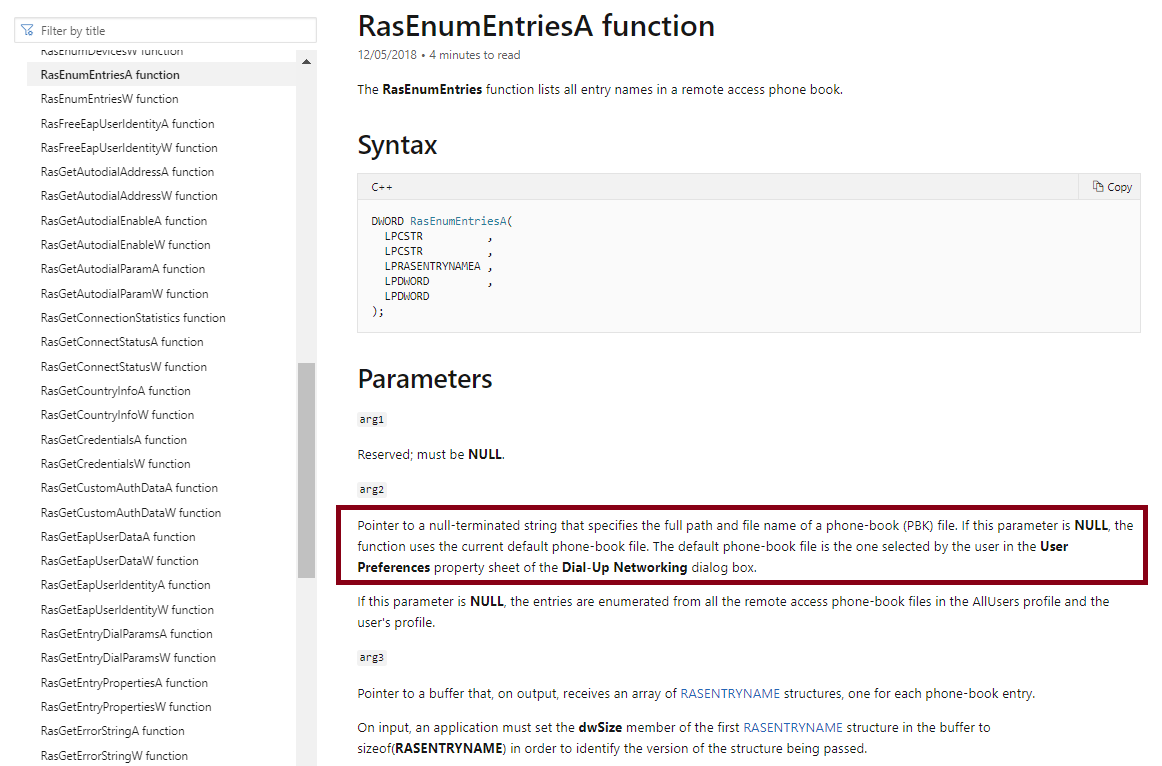 Filter by title
RasEnumDevicesW function
RasEnumEntriesA function
RasEnumEntriesW function
RasFreeEapUserIdentityA function
RasFreeEapUserIdentityW function
RasGetAutodialAddressA function
RasGetAutodialAddressW function
RasGetAutodialEnableA function
RasGetAutodialEnableW function
RasGetAutodialParamA function
RasGetAutodialParamW function
RasGetConnectionStatistics function
RasGetConnectStatusA function
RasGetConnectStatusW function
RasGetCountryInfoA function
RasGetCountryInfoW function
RasGetCredentialsA function
RasGetCredentialsW function
RasGetCustomAuthDataA function
RasGetCustomAuthDataW function
RasGetEapUserDataA function
RasGetEapUserDataW function
RasGetEapUserIdentityA function
RasGetEapUserIdentityW function
RasGetEntryDialParamsA function
RasGetEntryDialParamsW function
RasGetEntryPropertiesA function
RasGetEntryPropertiesW function
RasGetErrorStringA function
RasGetErrorStringW function
RasEnumEntriesA function
12/05/2018 • 4 minutes to read
The RasEnumEntries function lists all entry names in a remote access phone book.
Syntax
C++
Copy
DWORD RasEnumEntriesA(
LPCSTR ,
LPCSTR ,
LPRASENTRYNAMEA ,
LPDWORD ,
LPDWORD
);
Parameters
arg1
Reserved; must be NULL.
arg2
Pointer to a null-terminated string that specifies the full path and file name of a phone-book (PBK) file. If this parameter is NULL, the
function uses the current default phone-book file. The default phone-book file is the one selected by the user in the User
Preferences property sheet of the Dial-Up Networking dialog box.
If this parameter is NULL, the entries are enumerated from all the remote access phone-book files in the AllUsers profile and the
user's profile.
arg3
Pointer to a buffer that, on output, receives an array of RASENTRYNAME structures, one for each phone-book entry.
On input, an application must set the dwSize member of the first RASENTRYNAME structure in the buffer to
sizeof(RASENTRYNAME) in order to identify the version of the structure being passed.